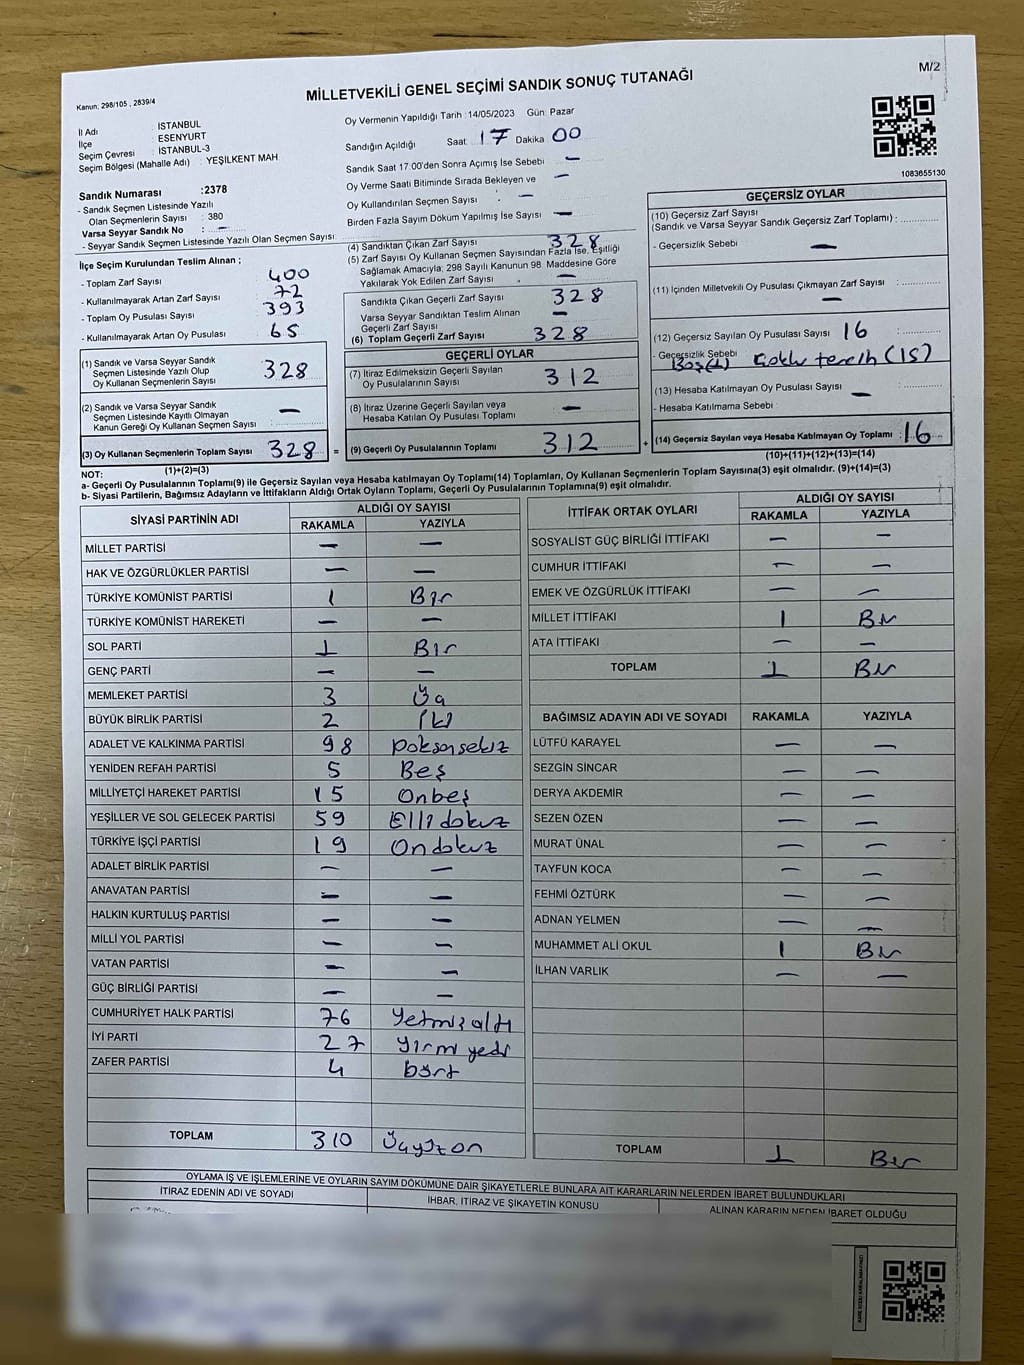 M/2
MİLLETVEKİLİ GENEL SEÇİMİ SANDIK SONUÇ TUTANAĞI
Kanun: 298/105 , 2839/4
İl Adı : İSTANBUL
İlçe : ESENYURT
Seçim Çevresi : İSTANBUL-3
Seçim Bölgesi (Mahalle Adı) : YEŞİLKENT MAH
Sandık Numarası :2378
- Sandık Seçmen Listesinde Yazılı
Olan Seçmenlerin Sayısı : 380
Varsa Seyyar Sandık No : —
- Seyyar Sandık Seçmen Listesinde Yazılı Olan Seçmen Sayısı:
Oy Vermenin Yapıldığı Tarih :14/05/2023 Gün: Pazar
Sandığın Açıldığı Saat: 17 Dakika 00
Sandık Saat 17:00'den Sonra Açımış İse Sebebi —
Oy Verme Saati Bitiminde Sırada Bekleyen ve —
Oy Kullandırılan Seçmen Sayısı : —
Birden Fazla Sayım Döküm Yapılmış İse Sayısı —
1083655130
İlçe Seçim Kurulundan Teslim Alınan ;
- Toplam Zarf Sayısı : 400
- Kullanılmayarak Artan Zarf Sayısı : 72
- Toplam Oy Pusulası Sayısı : 393
- Kullanılmayarak Artan Oy Pusulası : 65
(1) Sandık ve Varsa Seyyar Sandık
Seçmen Listesinde Yazılı Olup
Oy Kullanan Seçmenlerin Sayısı : 328
(2) Sandık ve Varsa Seyyar Sandık
Seçmen Listesinde Kayıtlı Olmayan
Kanun Gereği Oy Kullanan Seçmen Sayısı : —
(3) Oy Kullanan Seçmenlerin Toplam Sayısı : 328
(1)+(2)=(3)
(4) Sandıktan Çıkan Zarf Sayısı 328
(5) Zarf Sayısı Oy Kullanan Seçmen Sayısından Fazla İse, Eşitliği
Sağlamak Amacıyla; 298 Sayılı Kanunun 98. Maddesine Göre
Yakılarak Yok Edilen Zarf Sayısı : —
Sandıkta Çıkan Geçerli Zarf Sayısı 328
Varsa Seyyar Sandıktan Teslim Alınan
Geçerli Zarf Sayısı —
(6) Toplam Geçerli Zarf Sayısı 328
GEÇERLİ OYLAR
(7) İtiraz Edilmeksizin Geçerli Sayılan
Oy Pusulalarının Sayısı 312
(8) İtiraz Üzerine Geçerli Sayılan veya
Hesaba Katılan Oy Pusulası Toplamı —
= (9) Geçerli Oy Pusulalarının Toplamı 312
GEÇERSİZ OYLAR
(10) Geçersiz Zarf Sayısı
(Sandık ve Varsa Seyyar Sandık Geçersiz Zarf Toplamı) :
- Geçersizlik Sebebi —
(11) İçinden Milletvekili Oy Pusulası Çıkmayan Zarf Sayısı :
—
(12) Geçersiz Sayılan Oy Pusulası Sayısı 16
- Geçersizlik Sebebi Boş(1) Çoklu tercih (15)
(13) Hesaba Katılmayan Oy Pusulası Sayısı —
- Hesaba Katılmama Sebebi :
+ (14) Geçersiz Sayılan veya Hesaba Katılmayan Oy Toplamı : 16
(10)+(11)+(12)+(13)=(14)
NOT:
a- Geçerli Oy Pusulalarının Toplamı(9) ile Geçersiz Sayılan veya Hesaba katılmayan Oy Toplamı(14) Toplamları, Oy Kullanan Seçmenlerin Toplam Sayısına(3) eşit olmalıdır. (9)+(14)=(3)
b- Siyasi Partilerin, Bağımsız Adayların ve İttifakların Aldığı Ortak Oyların Toplamı, Geçerli Oy Pusulalarının Toplamına(9) eşit olmalıdır.
SİYASİ PARTİNİN ADI ALDIĞI OY SAYISI
RAKAMLA YAZIYLA
MİLLET PARTİSİ — —
HAK VE ÖZGÜRLÜKLER PARTİSİ — —
TÜRKİYE KOMÜNİST PARTİSİ 1 Bir
TÜRKİYE KOMÜNİST HAREKETİ — —
SOL PARTİ 1 Bir
GENÇ PARTİ — —
MEMLEKET PARTİSİ 3 Üç
BÜYÜK BİRLİK PARTİSİ 2 İki
ADALET VE KALKINMA PARTİSİ 98 Doksansekiz
YENİDEN REFAH PARTİSİ 5 Beş
MİLLİYETÇİ HAREKET PARTİSİ 15 Onbeş
YEŞİLLER VE SOL GELECEK PARTİSİ 59 Elli dokuz
TÜRKİYE İŞÇİ PARTİSİ 19 Ondokuz
ADALET BİRLİK PARTİSİ — —
ANAVATAN PARTİSİ — —
HALKIN KURTULUŞ PARTİSİ — —
MİLLİ YOL PARTİSİ — —
VATAN PARTİSİ — —
GÜÇ BİRLİĞİ PARTİSİ — —
CUMHURİYET HALK PARTİSİ 76 Yetmiş altı
İYİ PARTİ 27 Yirmi yedi
ZAFER PARTİSİ 4 Dört
TOPLAM 310 Üçyüzon
İTTİFAK ORTAK OYLARI ALDIĞI OY SAYISI
RAKAMLA YAZIYLA
SOSYALİST GÜÇ BİRLİĞİ İTTİFAKI — —
CUMHUR İTTİFAKI — —
EMEK VE ÖZGÜRLÜK İTTİFAKI — —
MİLLET İTTİFAKI 1 Bir
ATA İTTİFAKI — —
TOPLAM 1 Bir
BAĞIMSIZ ADAYIN ADI VE SOYADI RAKAMLA YAZIYLA
LÜTFÜ KARAYEL — —
SEZGİN SİNCAR — —
DERYA AKDEMİR — —
SEZEN ÖZEN — —
MURAT ÜNAL — —
TAYFUN KOCA — —
FEHMİ ÖZTÜRK — —
ADNAN YELMEN — —
MUHAMMET ALİ OKUL 1 Bir
İLHAN VARLIK — —
TOPLAM 1 Bir
OYLAMA İŞ VE İŞLEMLERİNE VE OYLARIN SAYIM DÖKÜMÜNE DAİR ŞİKAYETLERLE BUNLARA AİT KARARLARIN NELERDEN İBARET BULUNDUKLARI
İTİRAZ EDENİN ADI VE SOYADI İHBAR, İTİRAZ VE ŞİKAYETİN KONUSU ALINAN KARARIN NEDEN İBARET OLDUĞU